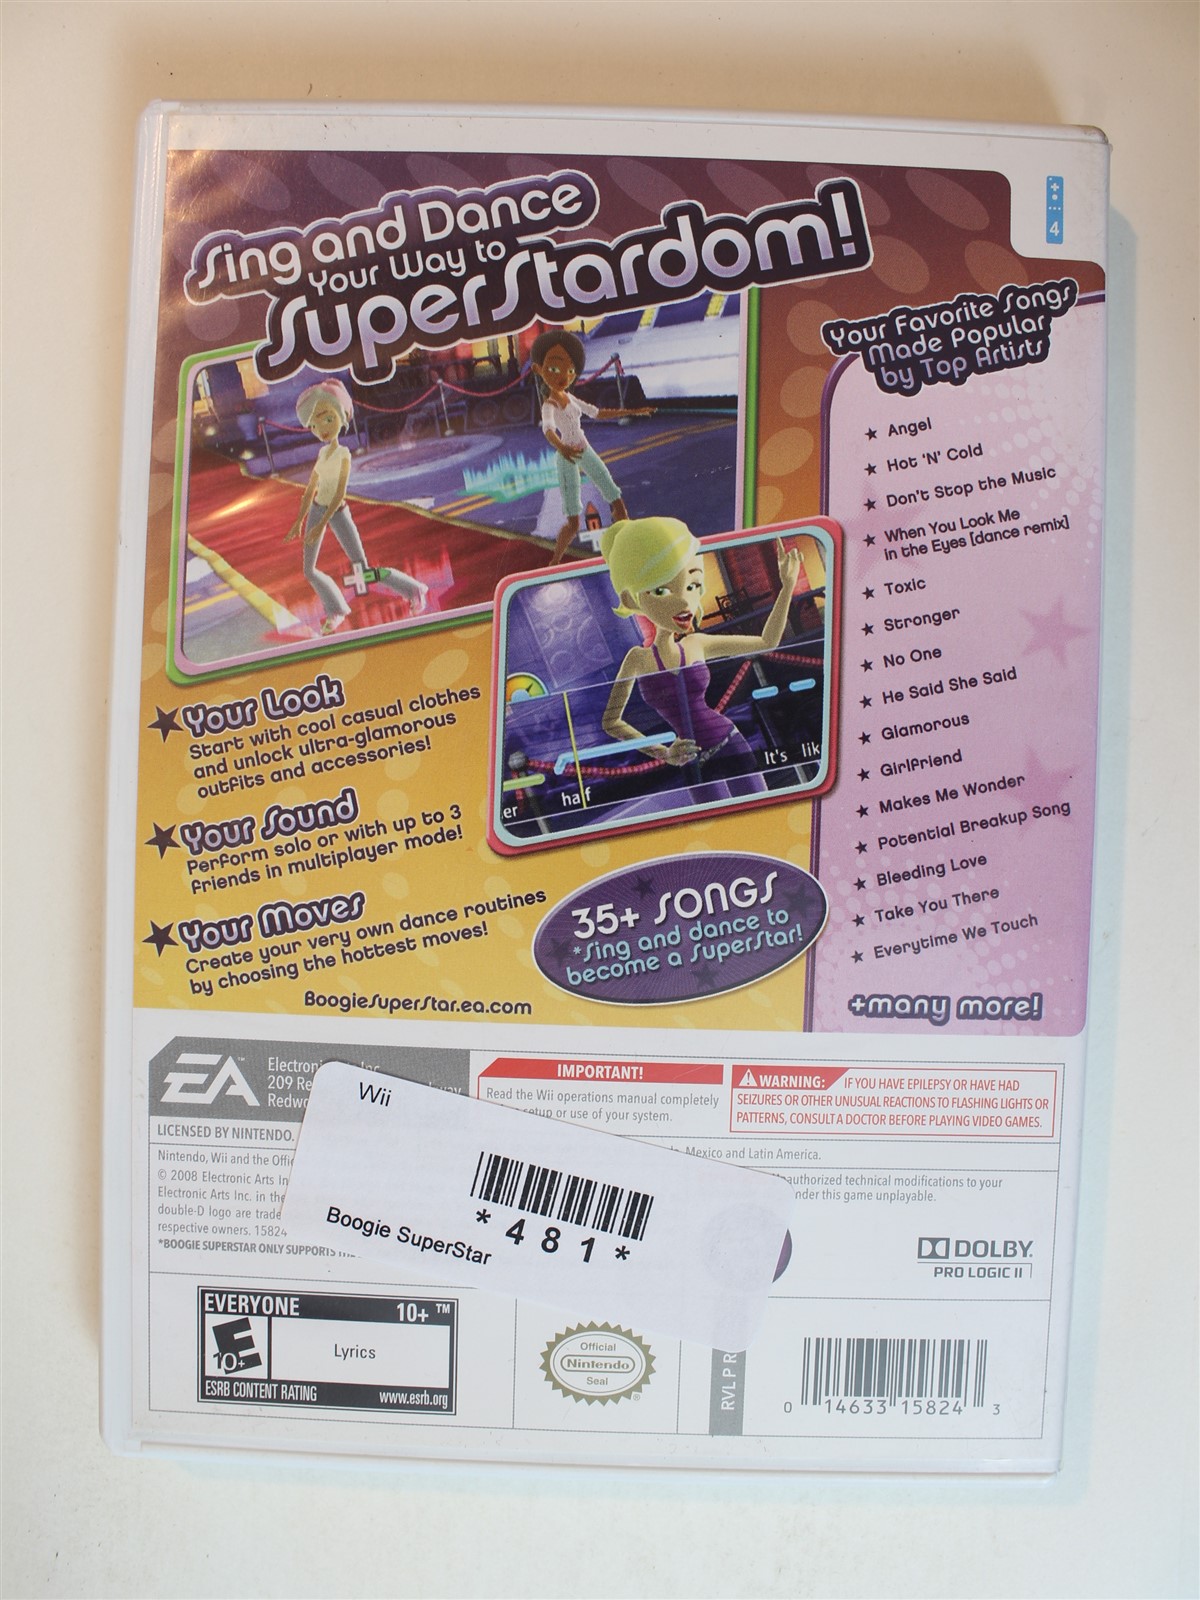 Sing and Dance
Your Way to
SuperStardom!
4
Your Favorite Songs
Made Popular
by Top Artists
★ Angel
★ Hot 'N' Cold
★ Don't Stop the Music
★ When You Look Me
in the Eyes [dance remix]
★ Toxic
★ Stronger
★ No One
★ He Said She Said
★ Glamorous
★ Girlfriend
★ Makes Me Wonder
★ Potential Breakup Song
★ Bleeding Love
★ Take You There
★ Everytime We Touch
+many more!
er half It's lik
★ Your Look
Start with cool casual clothes
and unlock ultra-glamorous
outfits and accessories!
★ Your Sound
Perform solo or with up to 3
friends in multiplayer mode!
★ Your Moves
Create your very own dance routines
by choosing the hottest moves!
35+ SONGS
*Sing and dance to
become a SuperStar!
BoogieSuperStar.ea.com
EA™
Electroni
209 Re
Redwo
IMPORTANT!
Read the Wii operations manual completely
setup or use of your system.
WARNING: IF YOU HAVE EPILEPSY OR HAVE HAD
SEIZURES OR OTHER UNUSUAL REACTIONS TO FLASHING LIGHTS OR
PATTERNS, CONSULT A DOCTOR BEFORE PLAYING VIDEO GAMES.
LICENSED BY NINTENDO.
Mexico and Latin America.
Nintendo, Wii and the Offic
© 2008 Electronic Arts In
Electronic Arts Inc. in the
double-D logo are trade
respective owners. 15824
*BOOGIE SUPERSTAR ONLY SUPPORTS
nauthorized technical modifications to your
nder this game unplayable.
Wii
*481*
Boogie SuperStar
DOLBY.
PRO LOGIC II
EVERYONE 10+ ™
E
10+
Lyrics
ESRB CONTENT RATING www.esrb.org
Official
Nintendo
Seal
®
RVL P R
0 14633 15824 3